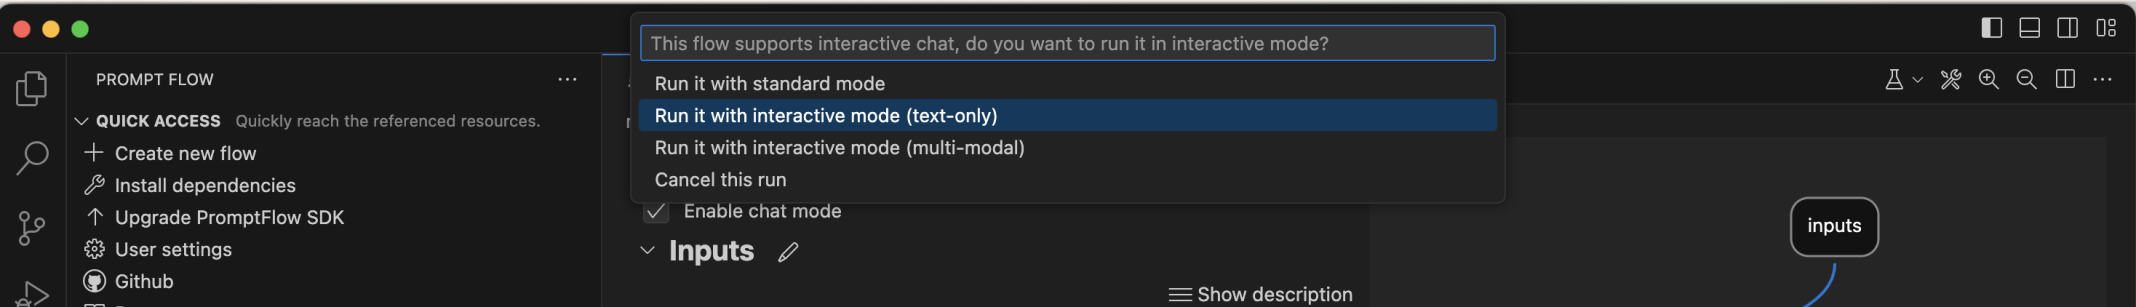 This flow supports interactive chat, do you want to run it in interactive mode?
Run it with standard mode
Run it with interactive mode (text-only)
Run it with interactive mode (multi-modal)
Cancel this run
PROMPT FLOW
QUICK ACCESS Quickly reach the referenced resources.
Create new flow
Install dependencies
Upgrade PromptFlow SDK
User settings
Github
Enable chat mode
Inputs
Show description
inputs